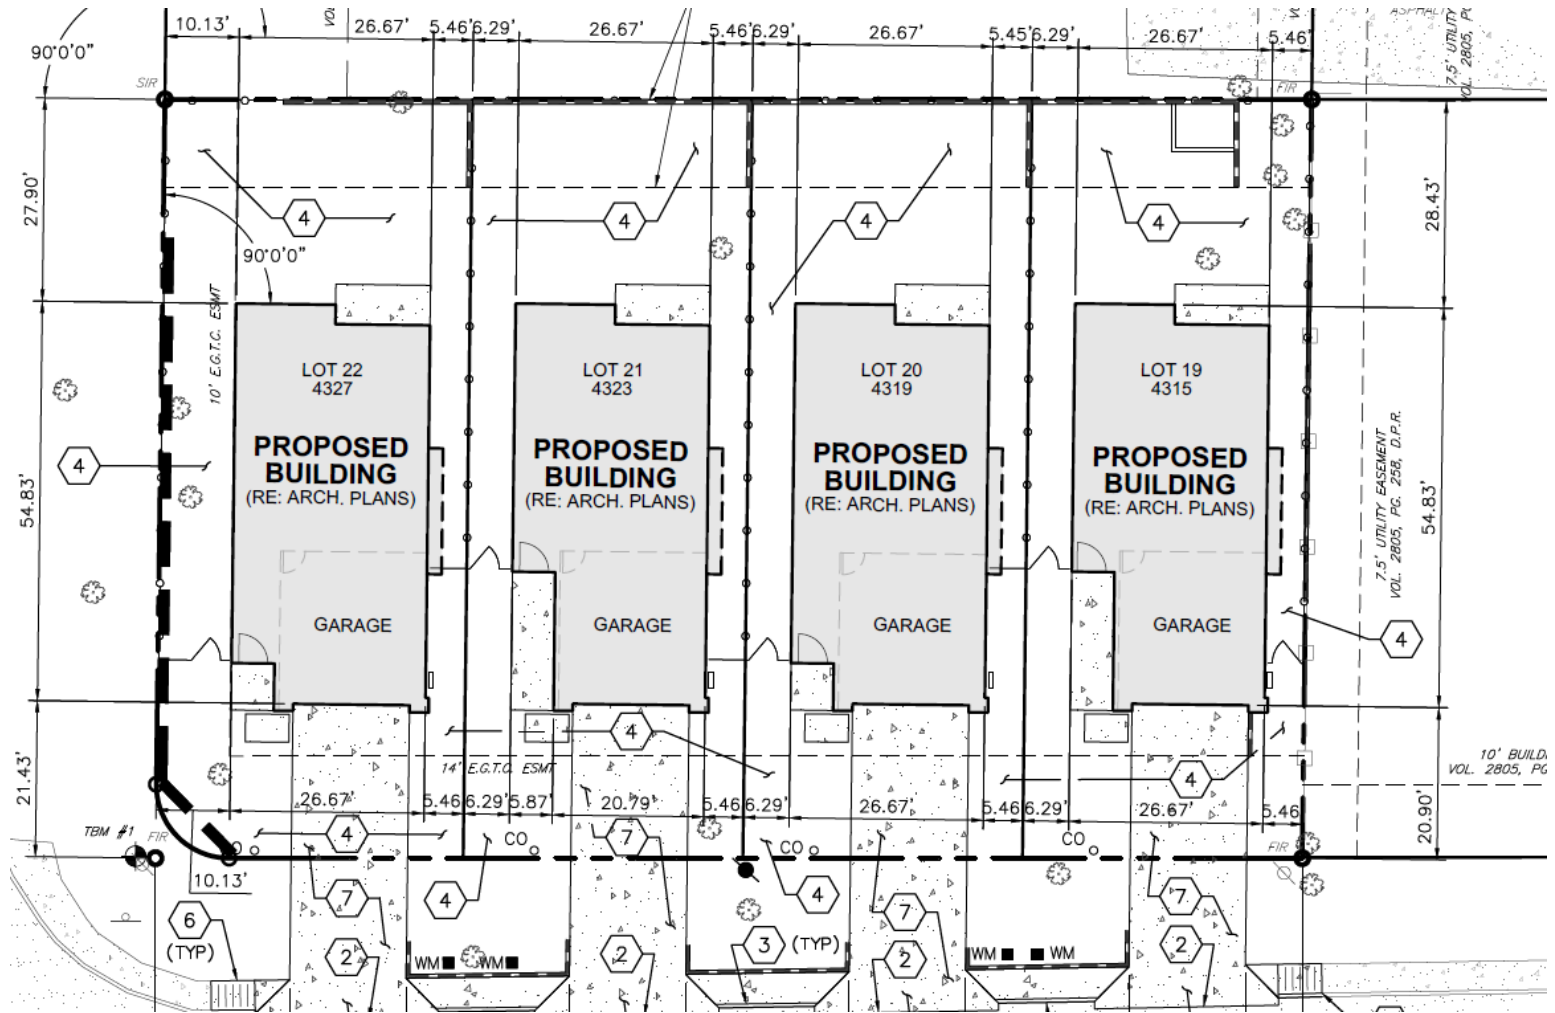 10.13'
26.67'
5.46'
6.29'
26.67'
5.46'
6.29'
26.67'
5.45'
6.29'
26.67'
5.46'
90°0'0"
SIR
FIR
7.5' UTILITY
VOL. 2805, PG.
27.90'
28.43'
4
4
4
4
90°0'0"
10' E.G.T.C. ESMT
LOT 22
4327
LOT 21
4323
LOT 20
4319
LOT 19
4315
PROPOSED
BUILDING
(RE: ARCH. PLANS)
PROPOSED
BUILDING
(RE: ARCH. PLANS)
PROPOSED
BUILDING
(RE: ARCH. PLANS)
PROPOSED
BUILDING
(RE: ARCH. PLANS)
4
54.83'
54.83'
7.5' UTILITY EASEMENT
VOL. 2805, PG. 258, D.P.R.
GARAGE
GARAGE
GARAGE
GARAGE
4
4
4
14' E.G.T.C. ESMT
10' BUILDI
VOL. 2805, PG
21.43'
20.90'
26.67'
5.46'
6.29'
5.87'
20.79'
5.46'
6.29'
26.67'
5.46'
6.29'
26.67'
5.46
TBM #1
FIR
4
CO
7
CO
CO
FIR
10.13'
6
(TYP)
7
4
4
7
7
2
WM
WM
2
3
(TYP)
2
WM
WM
2